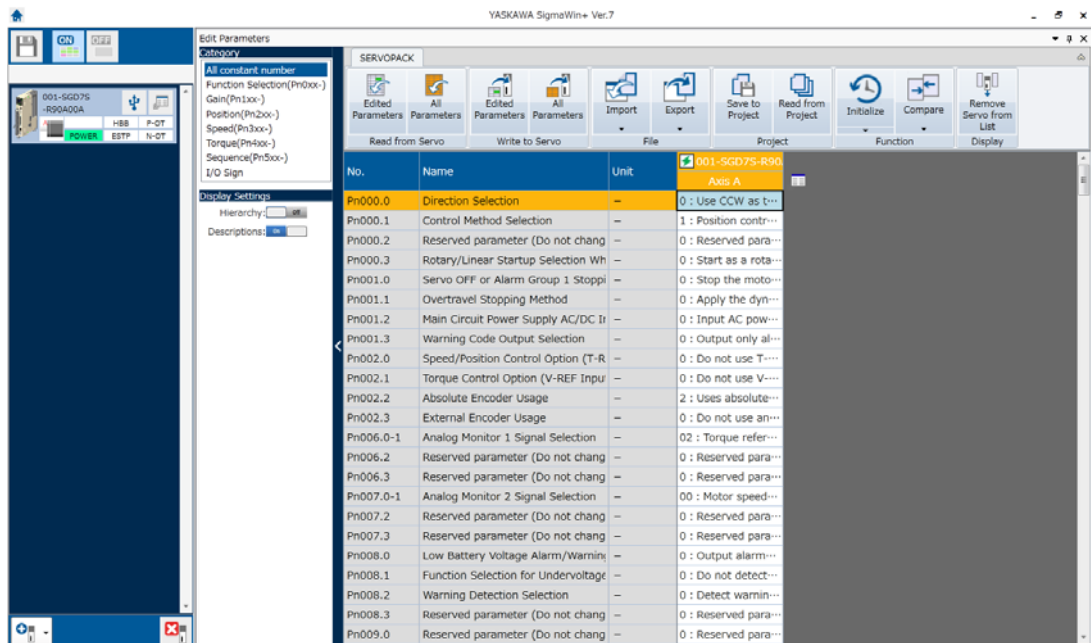 YASKAWA SigmaWin+ Ver.7
ON
OFF
001-SGD7S
-R90A00A
HBB P-OT
POWER ESTP N-OT
Edit Parameters
Category
All constant number
Function Selection(Pn0xx-)
Gain(Pn1xx-)
Position(Pn2xx-)
Speed(Pn3xx-)
Torque(Pn4xx-)
Sequence(Pn5xx-)
I/O Sign
Display Settings
Hierarchy: Off
Descriptions: On
SERVOPACK
Edited Parameters
All Parameters
Read from Servo
Edited Parameters
All Parameters
Write to Servo
Import
Export
File
Save to Project
Read from Project
Project
Initialize
Compare
Function
Remove Servo from List
Display
No. Name Unit 001-SGD7S-R90
Axis A
Pn000.0 Direction Selection – 0 : Use CCW as t···
Pn000.1 Control Method Selection – 1 : Position contr···
Pn000.2 Reserved parameter (Do not chang – 0 : Reserved para···
Pn000.3 Rotary/Linear Startup Selection Wh – 0 : Start as a rota···
Pn001.0 Servo OFF or Alarm Group 1 Stoppi – 0 : Stop the moto···
Pn001.1 Overtravel Stopping Method – 0 : Apply the dyn···
Pn001.2 Main Circuit Power Supply AC/DC Ir – 0 : Input AC pow···
Pn001.3 Warning Code Output Selection – 0 : Output only al···
Pn002.0 Speed/Position Control Option (T-R – 0 : Do not use T-···
Pn002.1 Torque Control Option (V-REF Input – 0 : Do not use V-···
Pn002.2 Absolute Encoder Usage – 2 : Uses absolute···
Pn002.3 External Encoder Usage – 0 : Do not use an···
Pn006.0-1 Analog Monitor 1 Signal Selection – 02 : Torque refer···
Pn006.2 Reserved parameter (Do not chang – 0 : Reserved para···
Pn006.3 Reserved parameter (Do not chang – 0 : Reserved para···
Pn007.0-1 Analog Monitor 2 Signal Selection – 00 : Motor speed···
Pn007.2 Reserved parameter (Do not chang – 0 : Reserved para···
Pn007.3 Reserved parameter (Do not chang – 0 : Reserved para···
Pn008.0 Low Battery Voltage Alarm/Warning – 0 : Output alarm···
Pn008.1 Function Selection for Undervoltage – 0 : Do not detect···
Pn008.2 Warning Detection Selection – 0 : Detect warnin···
Pn008.3 Reserved parameter (Do not chang – 0 : Reserved para···
Pn009.0 Reserved parameter (Do not chang – 0 : Reserved para···